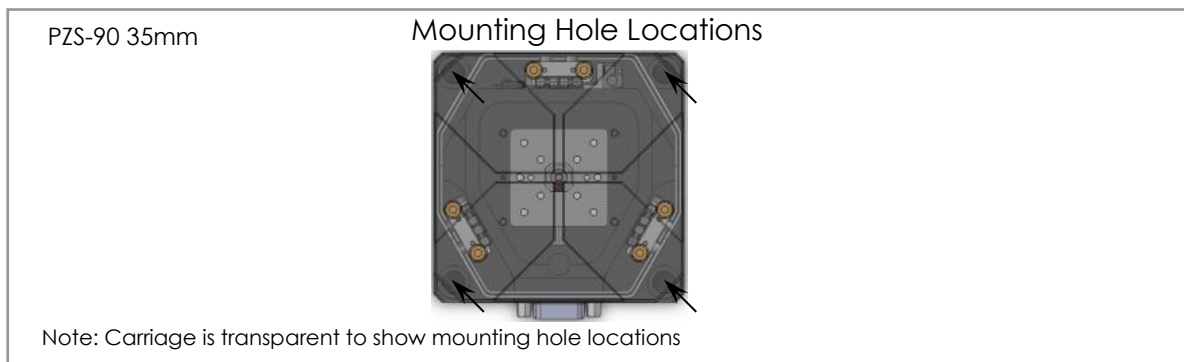 PZS-90 35mm
Mounting Hole Locations
Note: Carriage is transparent to show mounting hole locations